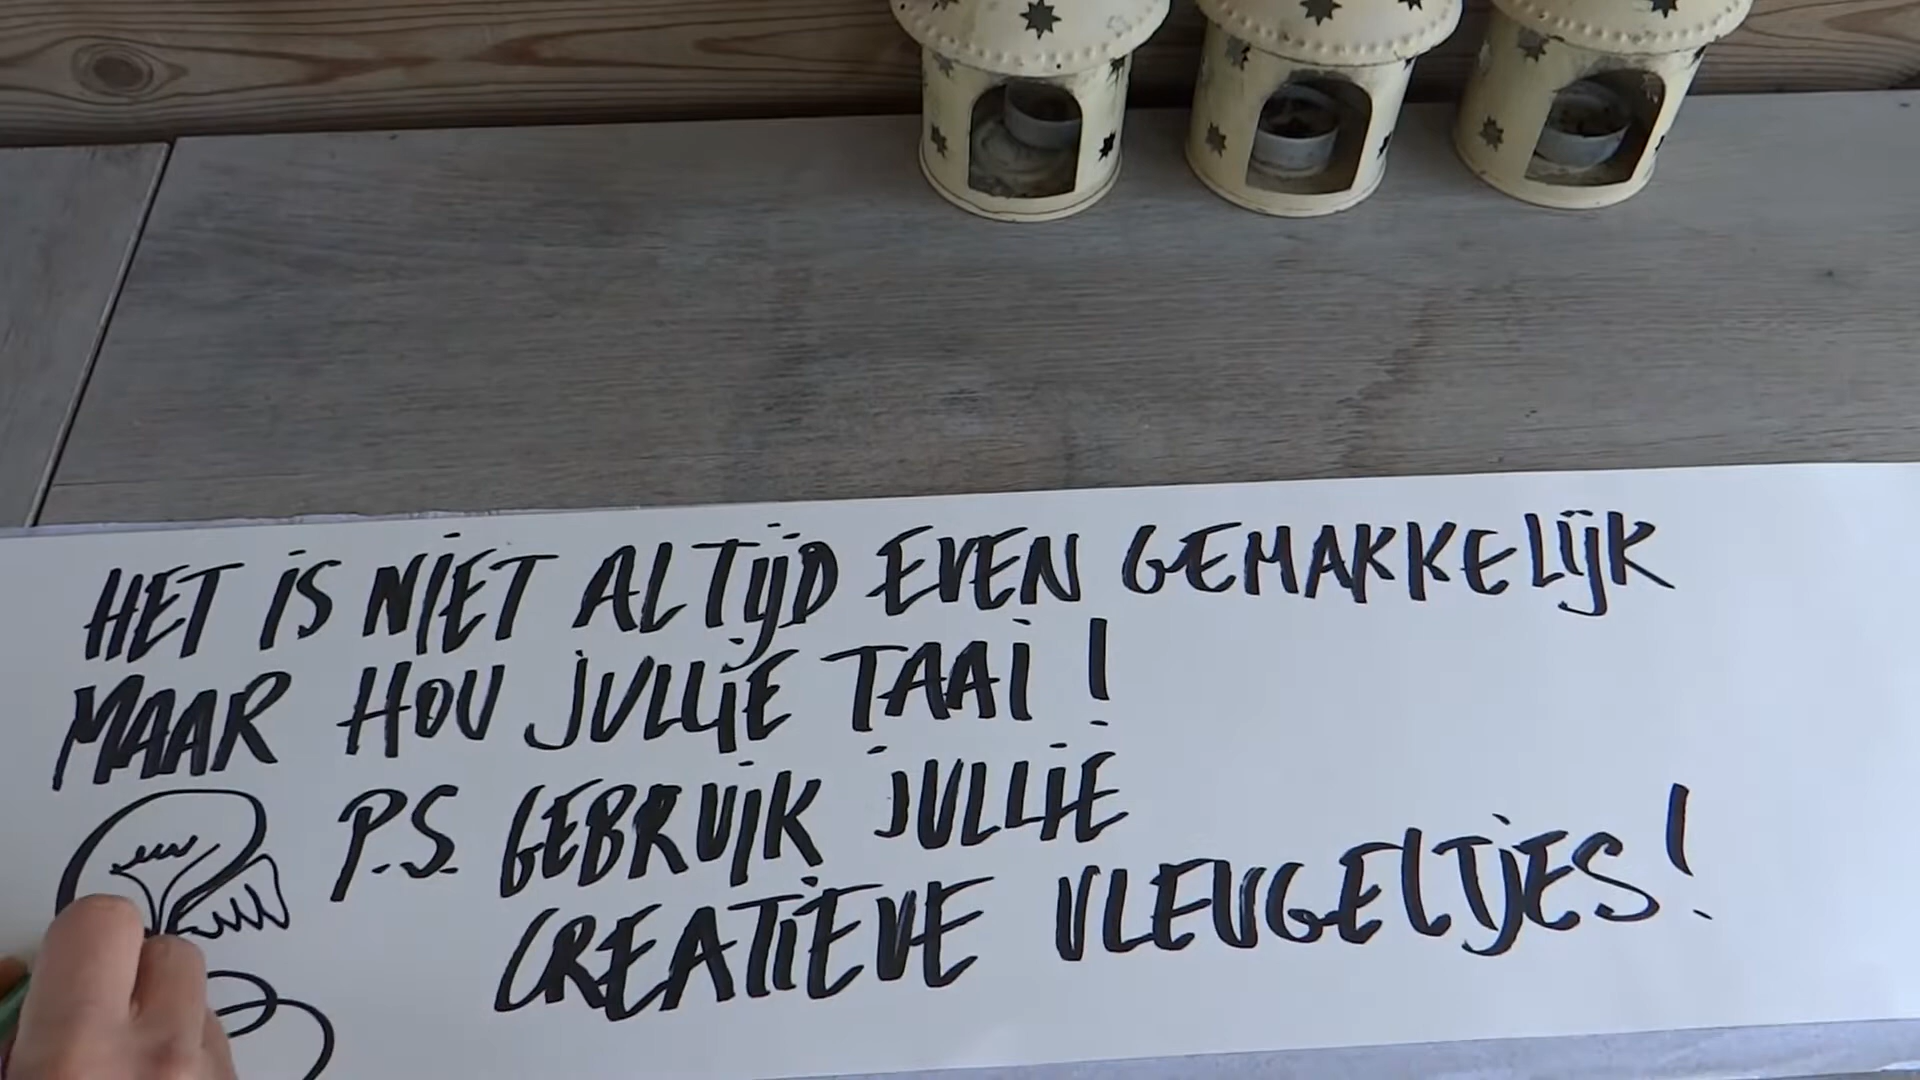 HET IS NIET ALTIJD EVEN GEMAKKELIJK
MAAR HOU JULLIE TAAI!
P.S. GEBRUIK JULLIE
CREATIEVE VLEUGELTJES!